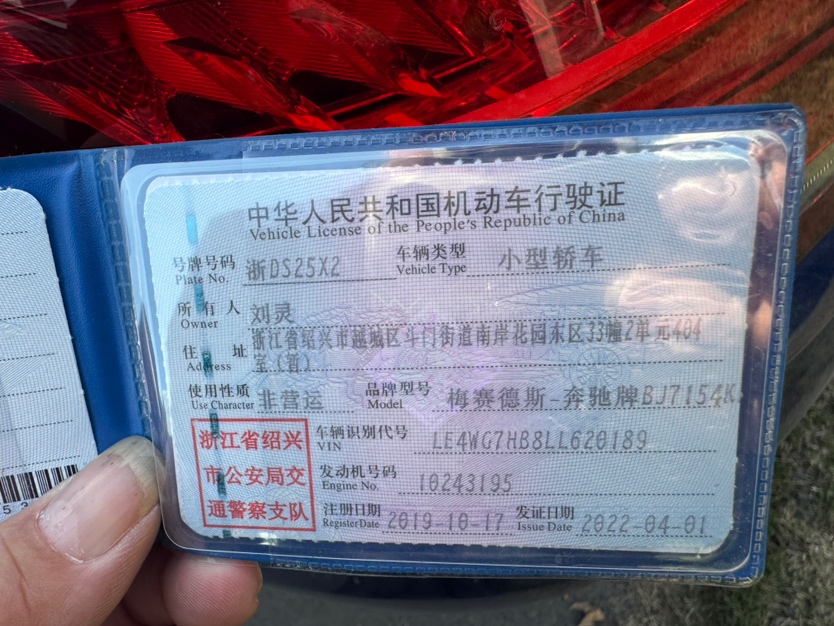 中华人民共和国机动车行驶证
Vehicle License of the People's Republic of China
号牌号码 浙DS25X2 车辆类型 小型轿车
Plate No. Vehicle Type
所有人 刘灵
Owner
住址 浙江省绍兴市越城区斗门街道南岸花园东区33幢2单元404
Address 室(首)
使用性质 非营运 品牌型号 梅赛德斯-奔驰牌BJ7154K
Use Character Model
浙江省绍兴
市公安局交
通警察支队
车辆识别代号 LE4WG7HB8LL620189
VIN
发动机号码 10243195
Engine No.
注册日期 2019-10-17 发证日期 2022-04-01
Register Date Issue Date